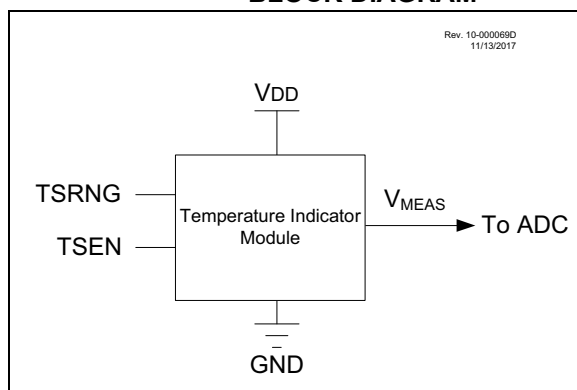 BLOCK DIAGRAM
Rev. 10-000069D
11/13/2017
VDD
TSRNG
TSEN
Temperature Indicator
Module
VMEAS
To ADC
GND